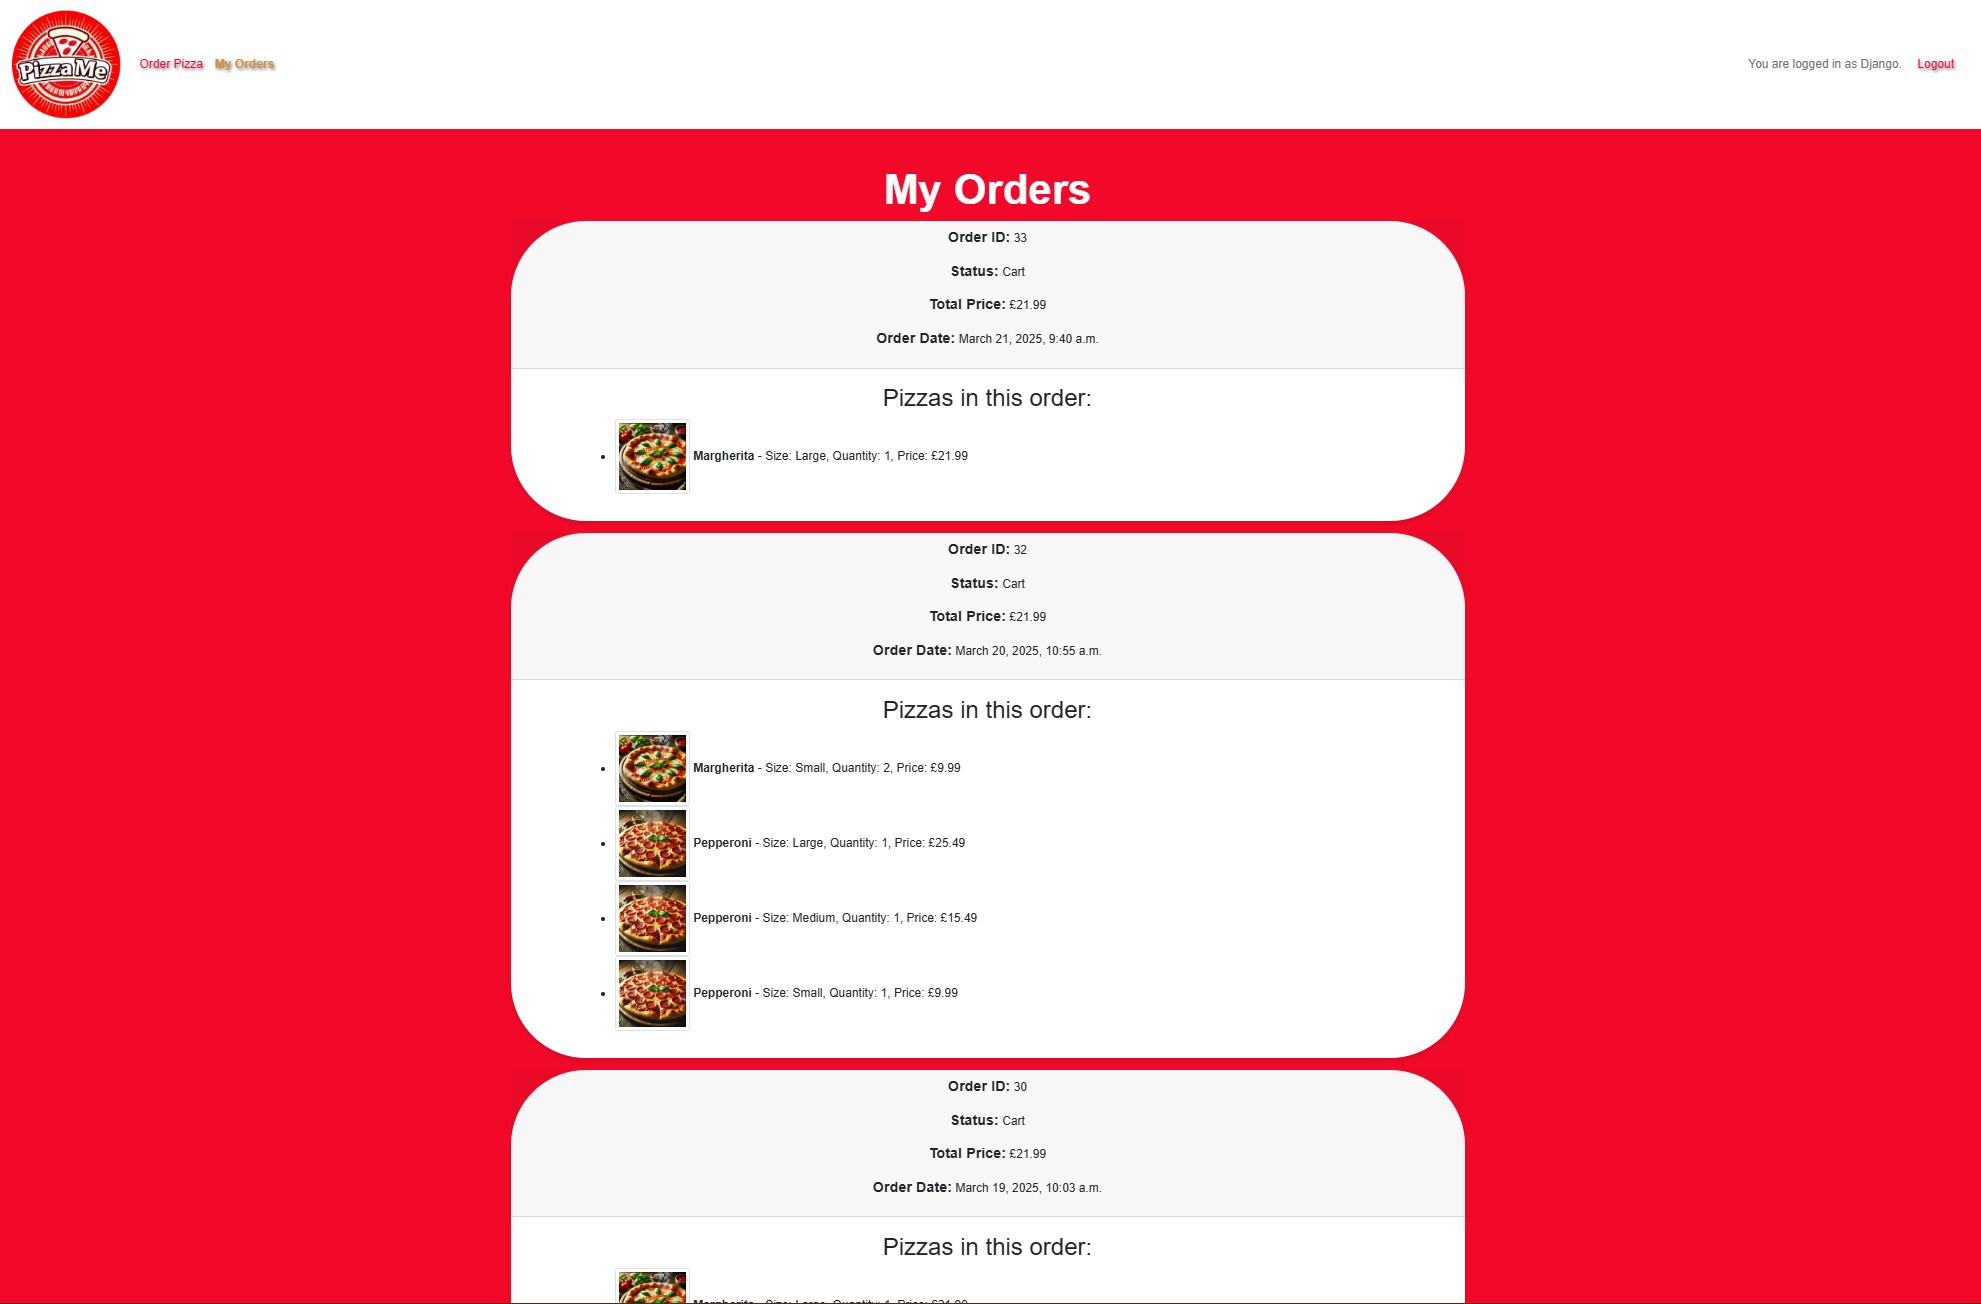 PizzaMe
Order Pizza My Orders
You are logged in as Django. Logout
My Orders
Order ID: 33
Status: Cart
Total Price: £21.99
Order Date: March 21, 2025, 9:40 a.m.
Pizzas in this order:
Margherita - Size: Large, Quantity: 1, Price: £21.99
Order ID: 32
Status: Cart
Total Price: £21.99
Order Date: March 20, 2025, 10:55 a.m.
Pizzas in this order:
Margherita - Size: Small, Quantity: 2, Price: £9.99
Pepperoni - Size: Large, Quantity: 1, Price: £25.49
Pepperoni - Size: Medium, Quantity: 1, Price: £15.49
Pepperoni - Size: Small, Quantity: 1, Price: £9.99
Order ID: 30
Status: Cart
Total Price: £21.99
Order Date: March 19, 2025, 10:03 a.m.
Pizzas in this order: